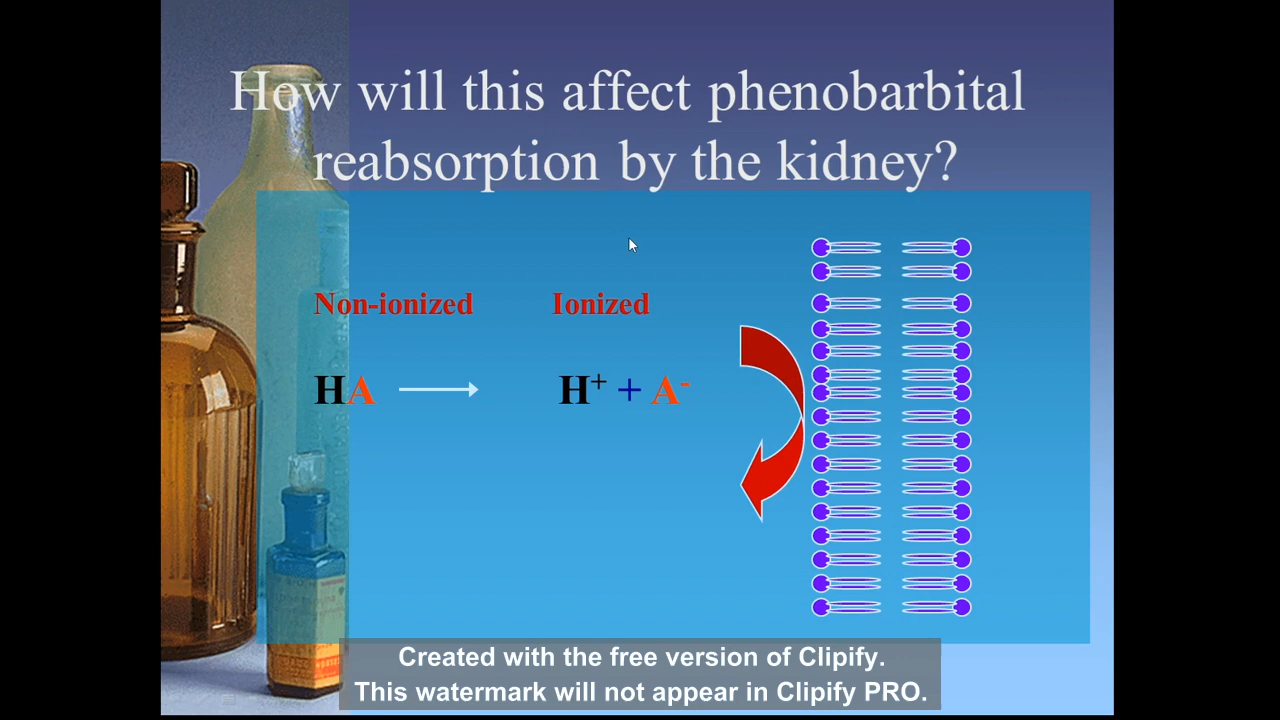 How will this affect phenobarbital
reabsorption by the kidney?
Non-ionized Ionized
HA H⁺ + A⁻
Created with the free version of Clipify.
This watermark will not appear in Clipify PRO.